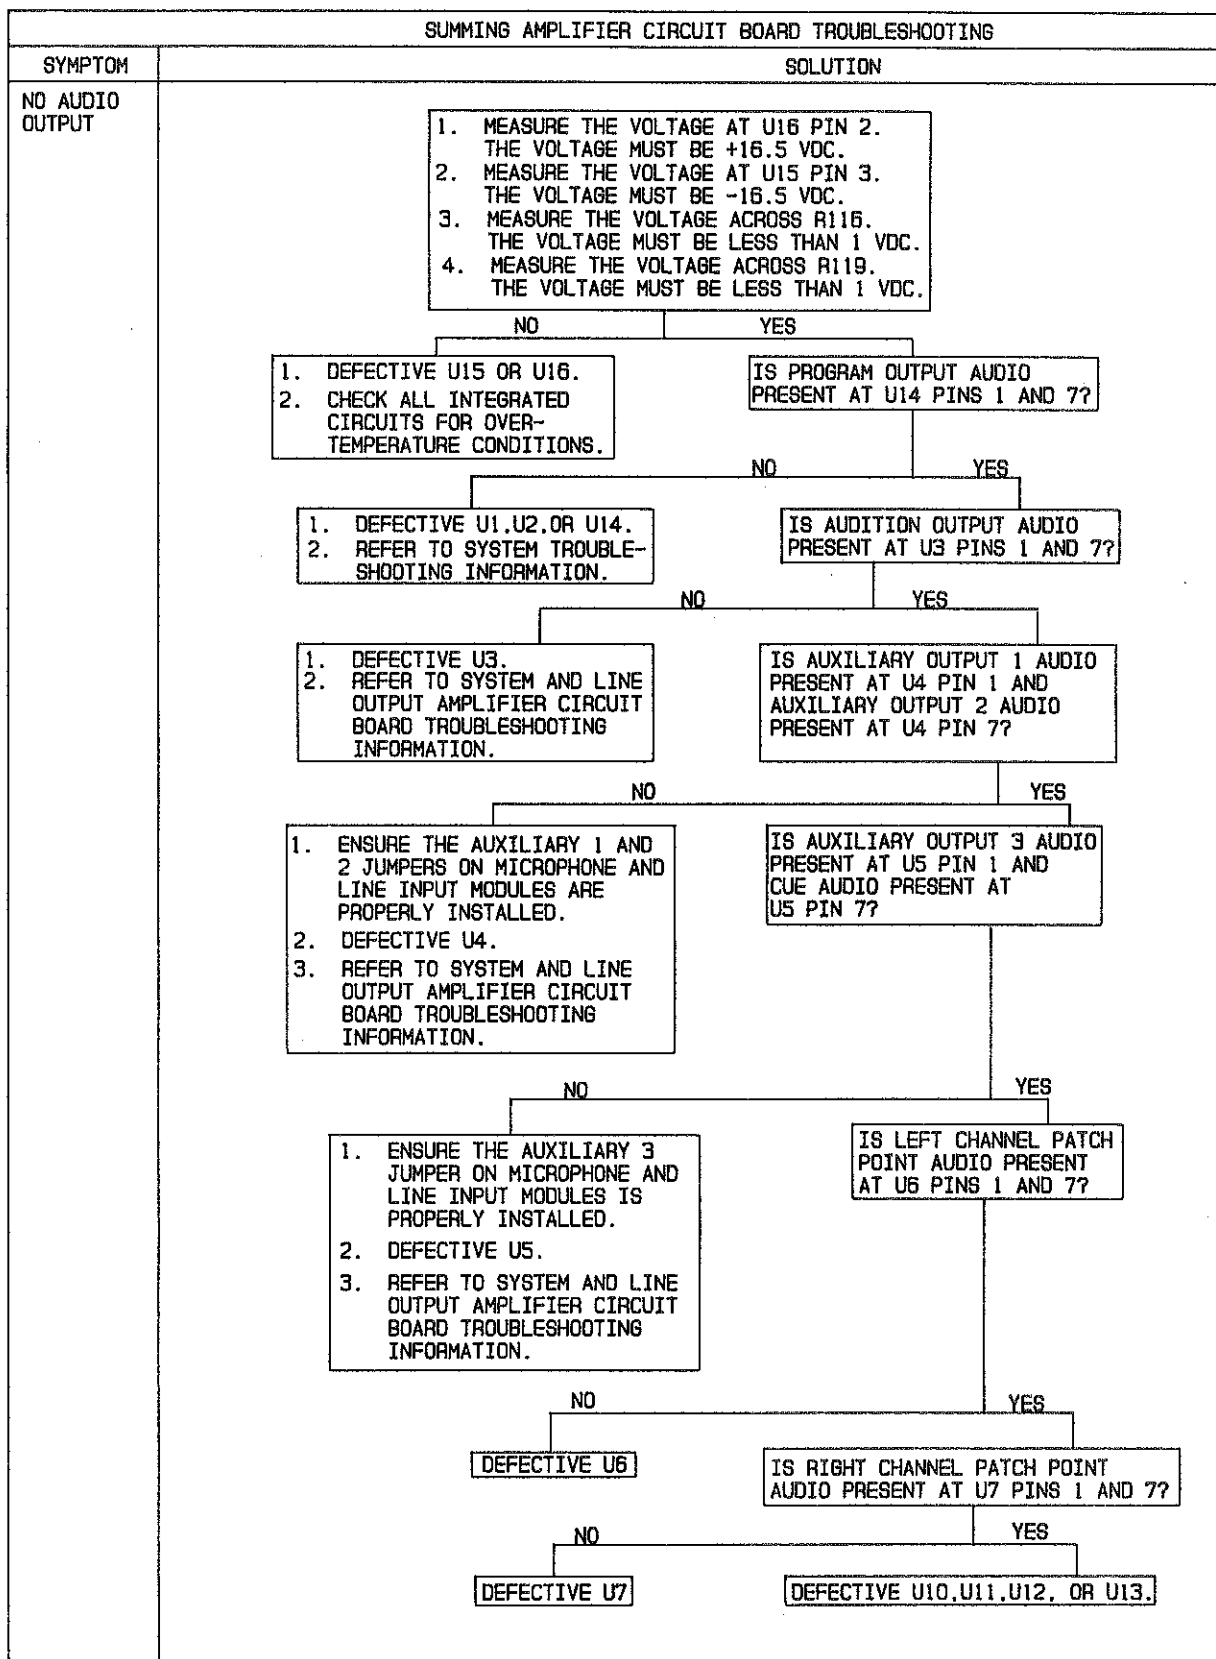 SUMMING AMPLIFIER CIRCUIT BOARD TROUBLESHOOTING
SYMPTOM
SOLUTION
NO AUDIO
OUTPUT
1. MEASURE THE VOLTAGE AT U16 PIN 2.
THE VOLTAGE MUST BE +16.5 VDC.
2. MEASURE THE VOLTAGE AT U15 PIN 3.
THE VOLTAGE MUST BE -16.5 VDC.
3. MEASURE THE VOLTAGE ACROSS R116.
THE VOLTAGE MUST BE LESS THAN 1 VDC.
4. MEASURE THE VOLTAGE ACROSS R119.
THE VOLTAGE MUST BE LESS THAN 1 VDC.
NO
YES
1. DEFECTIVE U15 OR U16.
2. CHECK ALL INTEGRATED
CIRCUITS FOR OVER-
TEMPERATURE CONDITIONS.
IS PROGRAM OUTPUT AUDIO
PRESENT AT U14 PINS 1 AND 7?
NO
YES
1. DEFECTIVE U1,U2,OR U14.
2. REFER TO SYSTEM TROUBLE-
SHOOTING INFORMATION.
IS AUDITION OUTPUT AUDIO
PRESENT AT U3 PINS 1 AND 7?
NO
YES
1. DEFECTIVE U3.
2. REFER TO SYSTEM AND LINE
OUTPUT AMPLIFIER CIRCUIT
BOARD TROUBLESHOOTING
INFORMATION.
IS AUXILIARY OUTPUT 1 AUDIO
PRESENT AT U4 PIN 1 AND
AUXILIARY OUTPUT 2 AUDIO
PRESENT AT U4 PIN 7?
NO
YES
1. ENSURE THE AUXILIARY 1 AND
2 JUMPERS ON MICROPHONE AND
LINE INPUT MODULES ARE
PROPERLY INSTALLED.
2. DEFECTIVE U4.
3. REFER TO SYSTEM AND LINE
OUTPUT AMPLIFIER CIRCUIT
BOARD TROUBLESHOOTING
INFORMATION.
IS AUXILIARY OUTPUT 3 AUDIO
PRESENT AT U5 PIN 1 AND
CUE AUDIO PRESENT AT
U5 PIN 7?
NO
YES
1. ENSURE THE AUXILIARY 3
JUMPER ON MICROPHONE AND
LINE INPUT MODULES IS
PROPERLY INSTALLED.
2. DEFECTIVE U5.
3. REFER TO SYSTEM AND LINE
OUTPUT AMPLIFIER CIRCUIT
BOARD TROUBLESHOOTING
INFORMATION.
IS LEFT CHANNEL PATCH
POINT AUDIO PRESENT
AT U6 PINS 1 AND 7?
NO
YES
DEFECTIVE U6
IS RIGHT CHANNEL PATCH POINT
AUDIO PRESENT AT U7 PINS 1 AND 7?
NO
YES
DEFECTIVE U7
DEFECTIVE U10,U11,U12, OR U13.